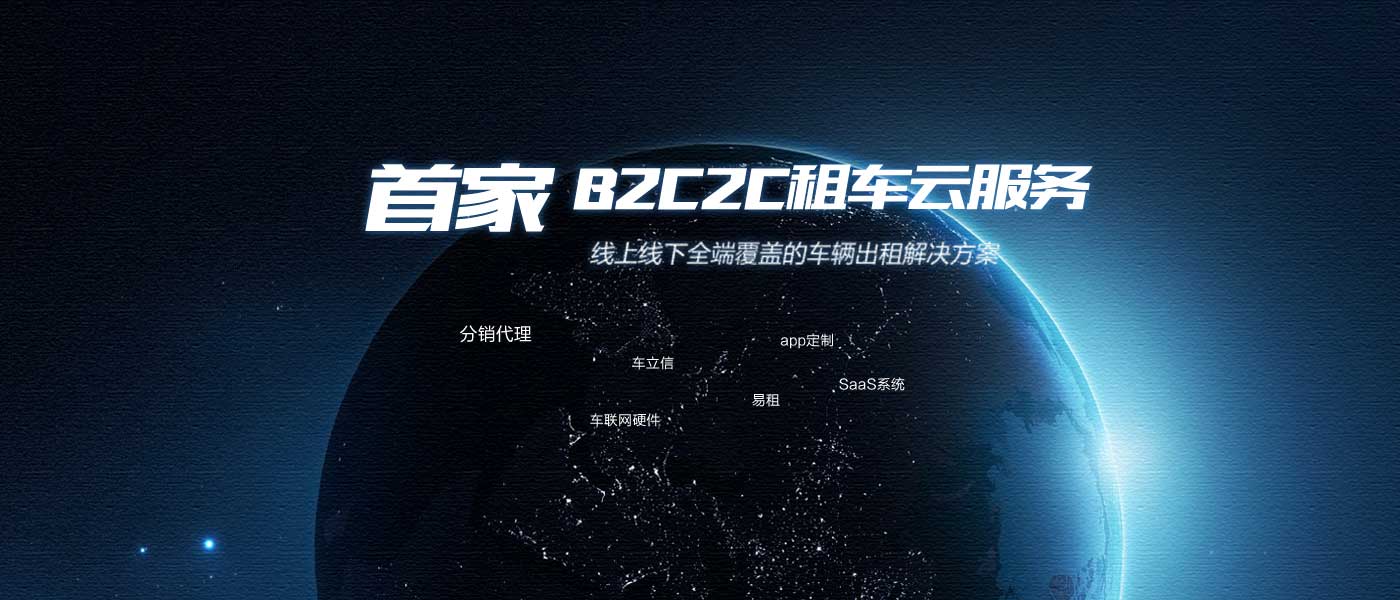 首家 B2C2C租车云服务
线上线下全端覆盖的车辆出租解决方案
分销代理
app定制
车立信
SaaS系统
易租
车联网硬件